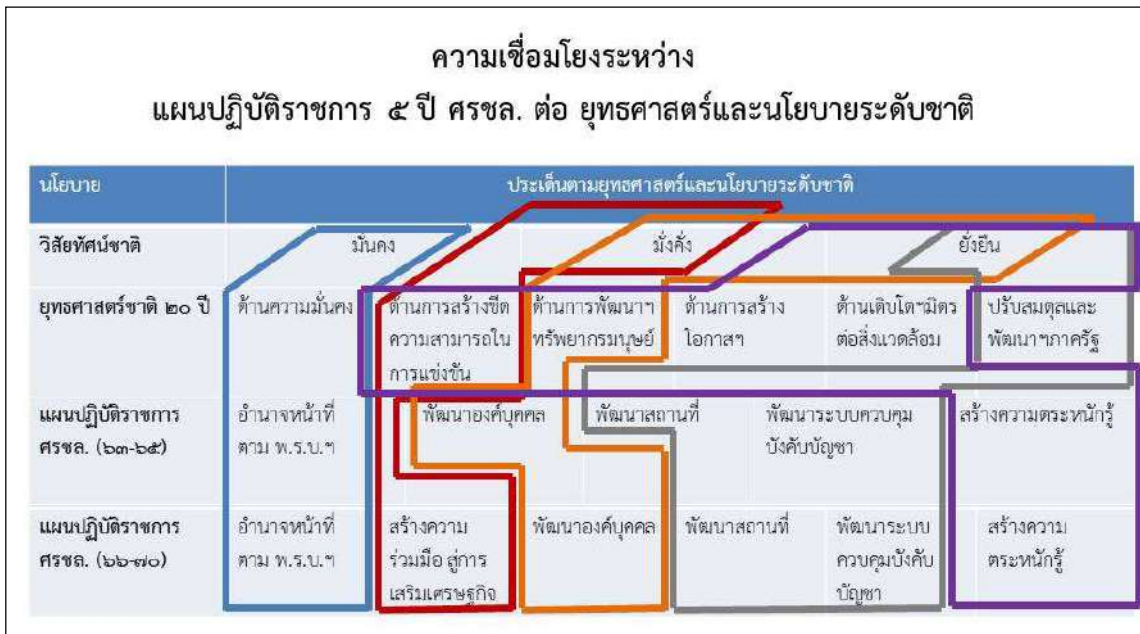 ความเชื่อมโยงระหว่าง
แผนปฏิบัติราชการ ๕ ปี ศรชล. ต่อ ยุทธศาสตร์และนโยบายระดับชาติ
นโยบาย
ประเด็นตามยุทธศาสตร์และนโยบายระดับชาติ
วิสัยทัศน์ชาติ
มั่นคง
มั่งคั่ง
ยั่งยืน
ยุทธศาสตร์ชาติ ๒๐ ปี
ด้านความมั่นคง
ด้านการสร้างขีด
ความสามารถใน
การแข่งขัน
ด้านการพัฒนาฯ
ทรัพยากรมนุษย์
ด้านการสร้าง
โอกาสฯ
ด้านเติบโตฯมิตร
ต่อสิ่งแวดล้อม
ปรับสมดุลและ
พัฒนาฯภาครัฐ
แผนปฏิบัติราชการ
ศรชล. (๖๓-๖๕)
อำนาจหน้าที่
ตาม พ.ร.บ.ฯ
พัฒนาองค์บุคคล
พัฒนาสถานที่
พัฒนาระบบควบคุม
บังคับบัญชา
สร้างความตระหนักรู้
แผนปฏิบัติราชการ
ศรชล. (๖๖-๗๐)
อำนาจหน้าที่
ตาม พ.ร.บ.ฯ
สร้างความ
ร่วมมือ สู่การ
เสริมเศรษฐกิจ
พัฒนาองค์บุคคล
พัฒนาสถานที่
พัฒนาระบบ
ควบคุมบังคับ
บัญชา
สร้างความ
ตระหนักรู้